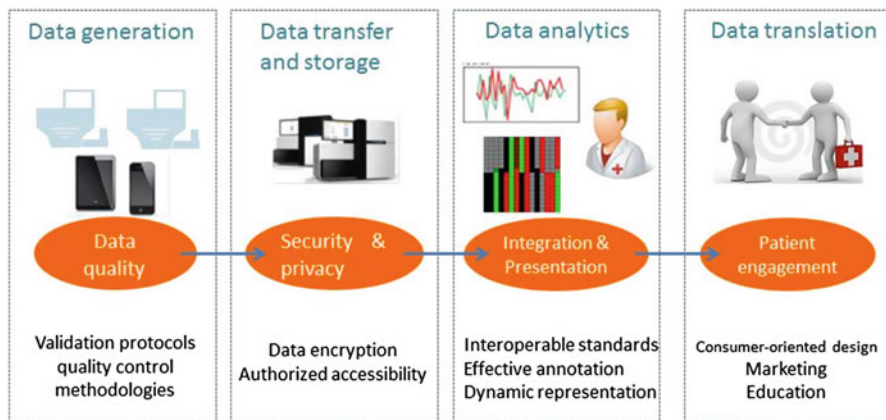 Data generation
Data quality
Validation protocols
quality control
methodologies
Data transfer
and storage
Security &
privacy
Data encryption
Authorized accessibility
Data analytics
Integration &
Presentation
Interoperable standards
Effective annotation
Dynamic representation
Data translation
Patient
engagement
Consumer-oriented design
Marketing
Education